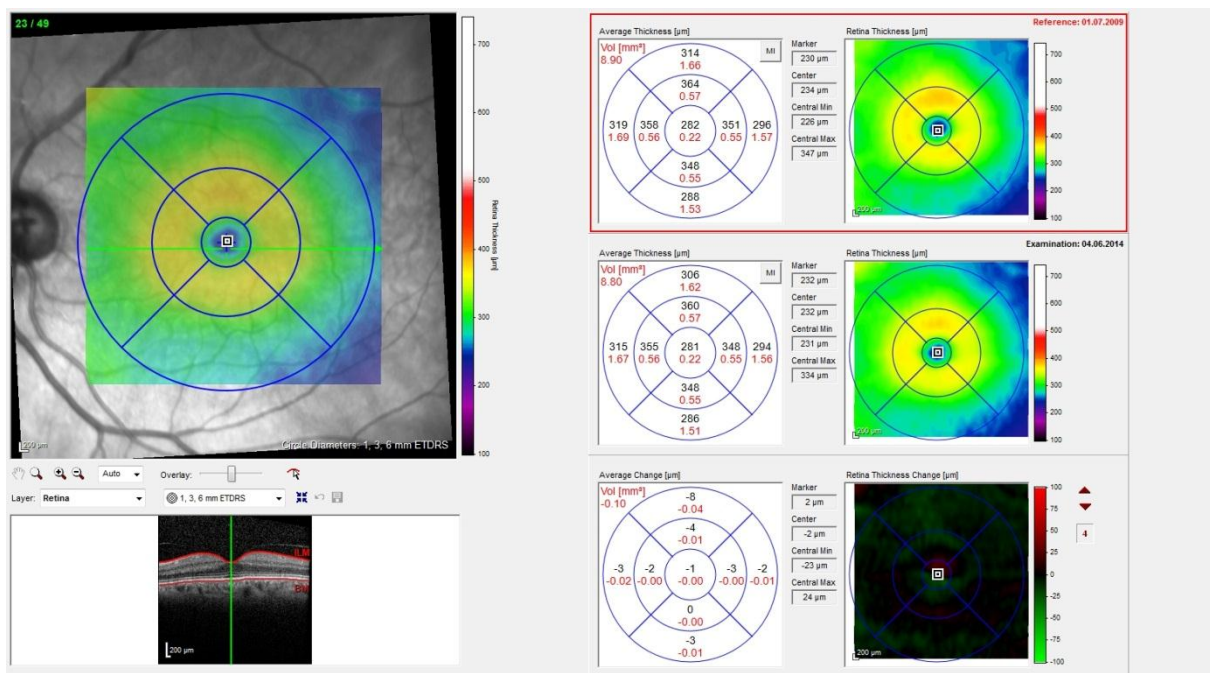 23 / 49
700
600
500
400
300
200
100
Retina Thickness [µm]
200 µm
Circle Diameters: 1, 3, 6 mm ETDRS
Auto
Overlay:
Layer: Retina
1, 3, 6 mm ETDRS
ILM
BM
200 µm
Reference: 01.07.2009
Average Thickness [µm]
Vol [mm³]
8.90
MI
314
1.66
364
0.57
319 358 282 351 296
1.69 0.56 0.22 0.55 1.57
348
0.55
288
1.53
Marker
230 µm
Center
234 µm
Central Min
226 µm
Central Max
347 µm
Retina Thickness [µm]
200 µm
700
600
500
400
300
200
100
Examination: 04.06.2014
Average Thickness [µm]
Vol [mm³]
8.80
MI
306
1.62
360
0.57
315 355 281 348 294
1.67 0.56 0.22 0.55 1.56
348
0.55
286
1.51
Marker
232 µm
Center
232 µm
Central Min
231 µm
Central Max
334 µm
Retina Thickness [µm]
200 µm
700
600
500
400
300
200
100
Average Change [µm]
Vol [mm³]
-0.10
-8
-0.04
-4
-0.01
-3 -2 -1 -3 -2
-0.02 -0.00 -0.00 -0.00 -0.01
0
-0.00
-3
-0.01
Marker
2 µm
Center
-2 µm
Central Min
-23 µm
Central Max
24 µm
Retina Thickness Change [µm]
200 µm
100
75
50
25
0
-25
-50
-75
-100
4